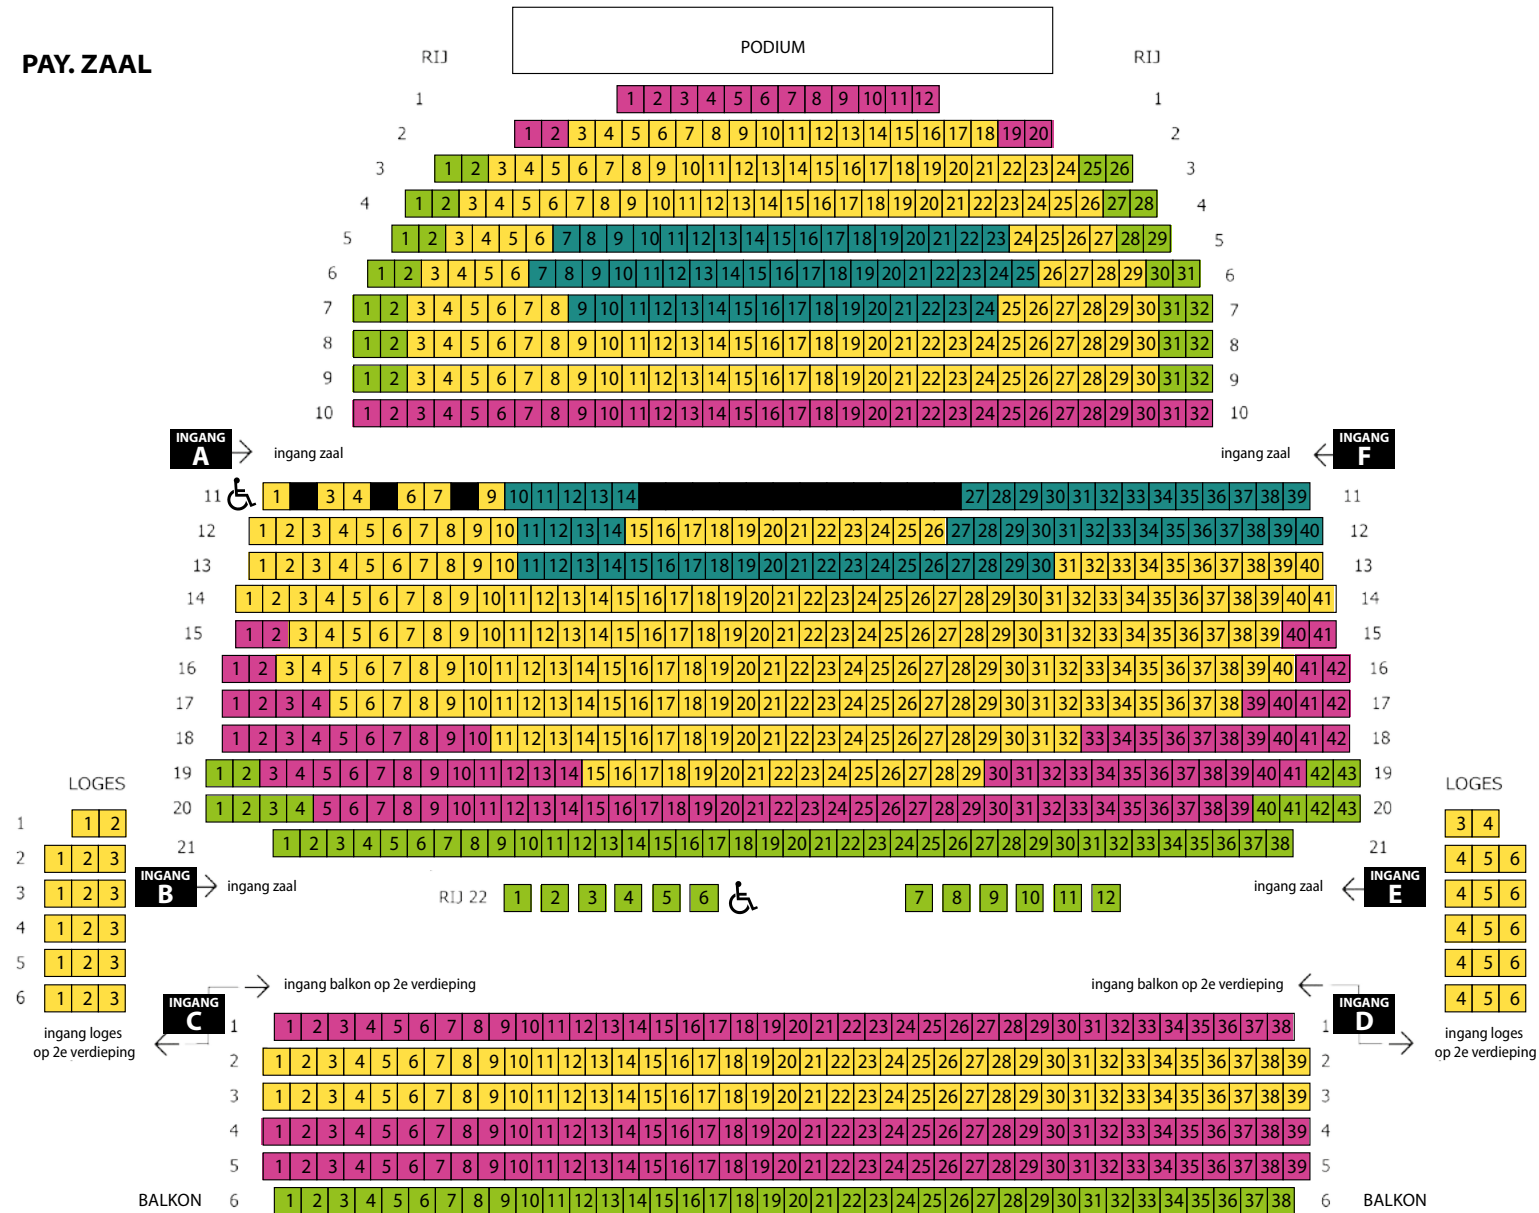 PODIUM
PAY. ZAAL
RIJ RIJ
1 1 2 3 4 5 6 7 8 9 10 11 12 1
2 1 2 3 4 5 6 7 8 9 10 11 12 13 14 15 16 17 18 19 20 2
3 1 2 3 4 5 6 7 8 9 10 11 12 13 14 15 16 17 18 19 20 21 22 23 24 25 26 3
4 1 2 3 4 5 6 7 8 9 10 11 12 13 14 15 16 17 18 19 20 21 22 23 24 25 26 27 28 4
5 1 2 3 4 5 6 7 8 9 10 11 12 13 14 15 16 17 18 19 20 21 22 23 24 25 26 27 28 29 5
6 1 2 3 4 5 6 7 8 9 10 11 12 13 14 15 16 17 18 19 20 21 22 23 24 25 26 27 28 29 30 31 6
7 1 2 3 4 5 6 7 8 9 10 11 12 13 14 15 16 17 18 19 20 21 22 23 24 25 26 27 28 29 30 31 32 7
8 1 2 3 4 5 6 7 8 9 10 11 12 13 14 15 16 17 18 19 20 21 22 23 24 25 26 27 28 29 30 31 32 8
9 1 2 3 4 5 6 7 8 9 10 11 12 13 14 15 16 17 18 19 20 21 22 23 24 25 26 27 28 29 30 31 32 9
10 1 2 3 4 5 6 7 8 9 10 11 12 13 14 15 16 17 18 19 20 21 22 23 24 25 26 27 28 29 30 31 32 10
INGANG
A ingang zaal
ingang zaal INGANG
F
11 1 3 4 6 7 9 10 11 12 13 14 27 28 29 30 31 32 33 34 35 36 37 38 39 11
12 1 2 3 4 5 6 7 8 9 10 11 12 13 14 15 16 17 18 19 20 21 22 23 24 25 26 27 28 29 30 31 32 33 34 35 36 37 38 39 40 12
13 1 2 3 4 5 6 7 8 9 10 11 12 13 14 15 16 17 18 19 20 21 22 23 24 25 26 27 28 29 30 31 32 33 34 35 36 37 38 39 40 13
14 1 2 3 4 5 6 7 8 9 10 11 12 13 14 15 16 17 18 19 20 21 22 23 24 25 26 27 28 29 30 31 32 33 34 35 36 37 38 39 40 41 14
15 1 2 3 4 5 6 7 8 9 10 11 12 13 14 15 16 17 18 19 20 21 22 23 24 25 26 27 28 29 30 31 32 33 34 35 36 37 38 39 40 41 15
16 1 2 3 4 5 6 7 8 9 10 11 12 13 14 15 16 17 18 19 20 21 22 23 24 25 26 27 28 29 30 31 32 33 34 35 36 37 38 39 40 41 42 16
17 1 2 3 4 5 6 7 8 9 10 11 12 13 14 15 16 17 18 19 20 21 22 23 24 25 26 27 28 29 30 31 32 33 34 35 36 37 38 39 40 41 42 17
18 1 2 3 4 5 6 7 8 9 10 11 12 13 14 15 16 17 18 19 20 21 22 23 24 25 26 27 28 29 30 31 32 33 34 35 36 37 38 39 40 41 42 18
19 1 2 3 4 5 6 7 8 9 10 11 12 13 14 15 16 17 18 19 20 21 22 23 24 25 26 27 28 29 30 31 32 33 34 35 36 37 38 39 40 41 42 43 19
20 1 2 3 4 5 6 7 8 9 10 11 12 13 14 15 16 17 18 19 20 21 22 23 24 25 26 27 28 29 30 31 32 33 34 35 36 37 38 39 40 41 42 43 20
21 1 2 3 4 5 6 7 8 9 10 11 12 13 14 15 16 17 18 19 20 21 22 23 24 25 26 27 28 29 30 31 32 33 34 35 36 37 38 21
LOGES
1 1 2
2 1 2 3
3 1 2 3
4 1 2 3
5 1 2 3
6 1 2 3
ingang loges
op 2e verdieping
INGANG
B ingang zaal
RIJ 22 1 2 3 4 5 6 7 8 9 10 11 12
ingang zaal INGANG
E
LOGES
3 4
4 5 6
4 5 6
4 5 6
4 5 6
4 5 6
ingang loges
op 2e verdieping
INGANG
C ingang balkon op 2e verdieping
ingang balkon op 2e verdieping INGANG
D
1 1 2 3 4 5 6 7 8 9 10 11 12 13 14 15 16 17 18 19 20 21 22 23 24 25 26 27 28 29 30 31 32 33 34 35 36 37 38 1
2 1 2 3 4 5 6 7 8 9 10 11 12 13 14 15 16 17 18 19 20 21 22 23 24 25 26 27 28 29 30 31 32 33 34 35 36 37 38 39 2
3 1 2 3 4 5 6 7 8 9 10 11 12 13 14 15 16 17 18 19 20 21 22 23 24 25 26 27 28 29 30 31 32 33 34 35 36 37 38 39 3
4 1 2 3 4 5 6 7 8 9 10 11 12 13 14 15 16 17 18 19 20 21 22 23 24 25 26 27 28 29 30 31 32 33 34 35 36 37 38 39 4
5 1 2 3 4 5 6 7 8 9 10 11 12 13 14 15 16 17 18 19 20 21 22 23 24 25 26 27 28 29 30 31 32 33 34 35 36 37 38 39 5
BALKON 6 1 2 3 4 5 6 7 8 9 10 11 12 13 14 15 16 17 18 19 20 21 22 23 24 25 26 27 28 29 30 31 32 33 34 35 36 37 38 6 BALKON